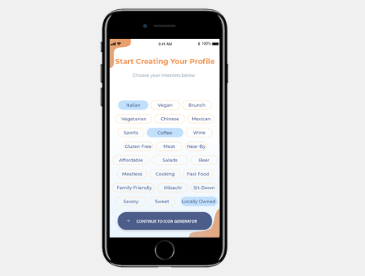 9:41 AM 100%
Start Creating Your Profile
Choose your interests below
Italian Vegan Brunch
Vegetarian Chinese Mexican
Sports Coffee Wine
Gluten Free Meat Near-By
Affordable Salads Beer
Meatless Cooking Fast Food
Family Friendly Hibachi Sit-Down
Savory Sweet Locally Owned
CONTINUE TO ICON GENERATOR